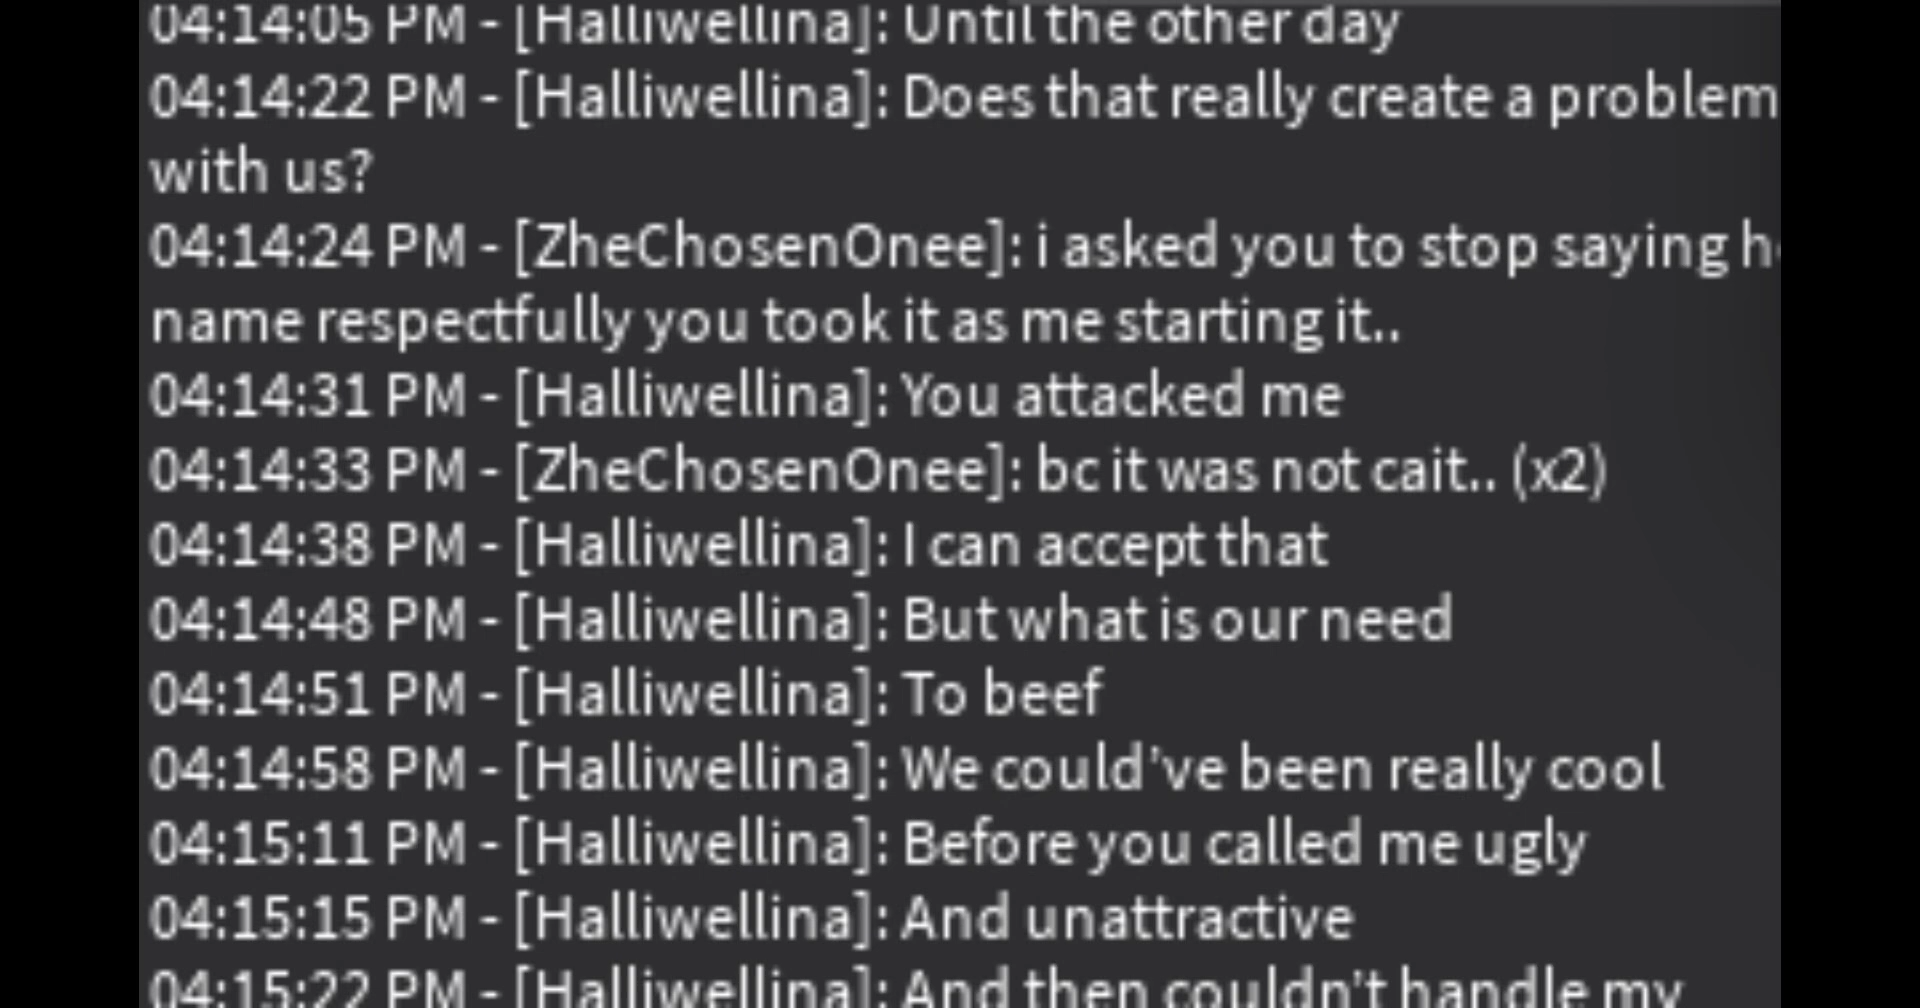 04:14:05 PM - [Halliwellina]: Until the other day
04:14:22 PM - [Halliwellina]: Does that really create a problem
with us?
04:14:24 PM - [ZheChosenOnee]: i asked you to stop saying
name respectfully you took it as me starting it..
04:14:31 PM - [Halliwellina]: You attacked me
04:14:33 PM - [ZheChosenOnee]: bc it was not cait.. (x2)
04:14:38 PM - [Halliwellina]: I can accept that
04:14:48 PM - [Halliwellina]: But what is our need
04:14:51 PM - [Halliwellina]: To beef
04:14:58 PM - [Halliwellina]: We could've been really cool
04:15:11 PM - [Halliwellina]: Before you called me ugly
04:15:15 PM - [Halliwellina]: And unattractive
04:15:22 PM - [Halliwellina]: And then couldn't handle my